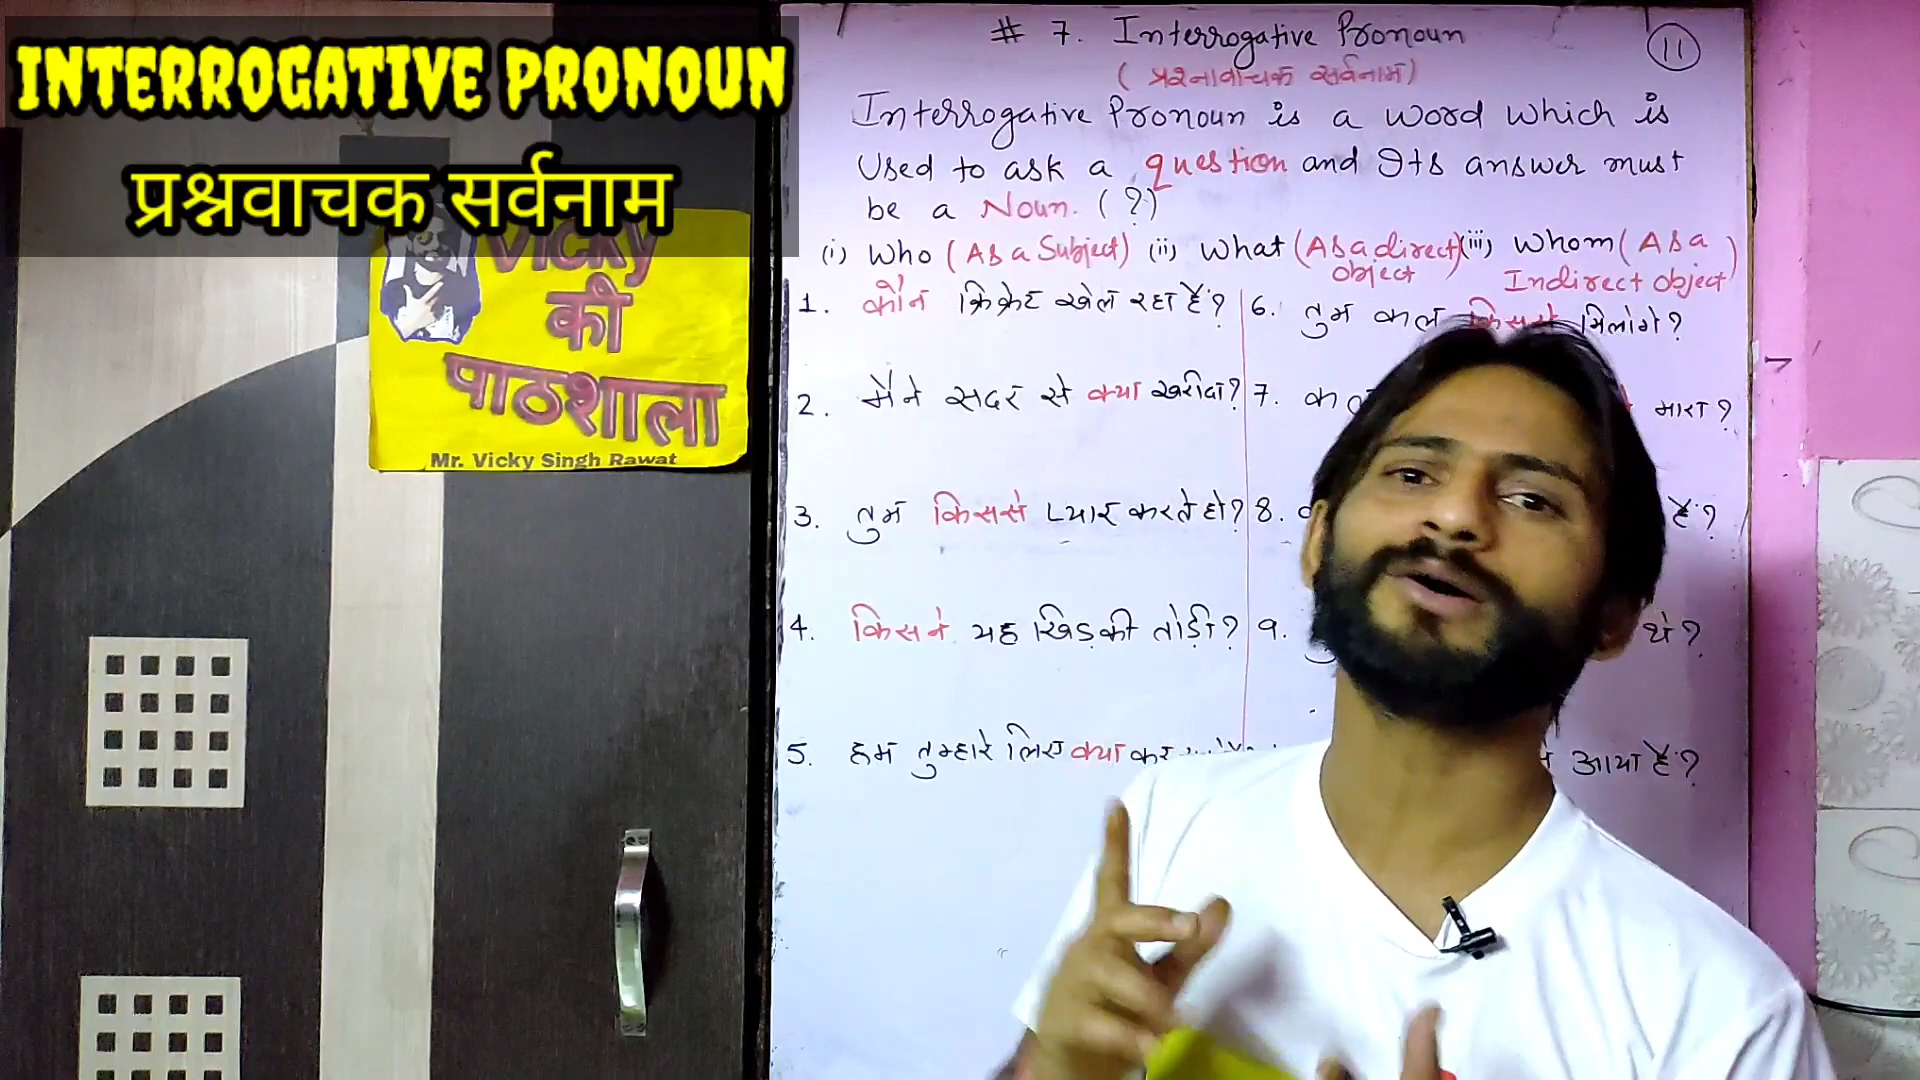 INTERROGATIVE PRONOUN
प्रश्नवाचक सर्वनाम
VICKY
की
पाठशाला
Mr. Vicky Singh Rawat
# 7. Interrogative Pronoun
11
(प्रश्नावाचक सर्वनाम)
Interrogative Pronoun is a word which is
Used to ask a question and Its answer must
be a Noun. (?)
(i) Who (As a Subject) (ii) What (As a direct object) (iii) Whom (As a Indirect object)
1. कौन क्रिकेट खेल रहा है?
2. मैंने सदर से क्या खरीदा?
3. तुम किससे प्यार करते हो?
4. किसने यह खिड़की तोड़ी?
5. हम तुम्हारे लिए क्या कर
6. तुम कल किससे मिलोगे?
7. मारा?
8. है?
9. थे?
आया है?